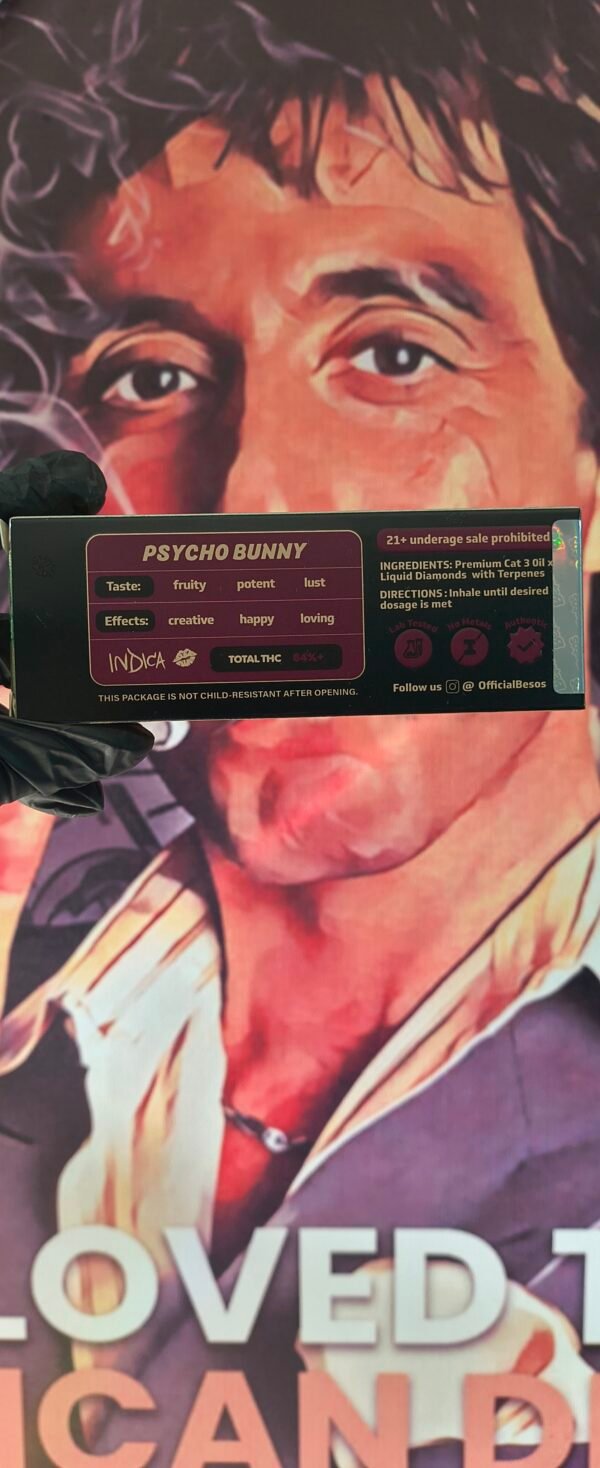 PSYCHO BUNNY
Taste: fruity potent lust
Effects: creative happy loving
INDICA TOTAL THC 84%+
THIS PACKAGE IS NOT CHILD-RESISTANT AFTER OPENING.
21+ underage sale prohibited
INGREDIENTS: Premium Cat 3 Oil x
Liquid Diamonds with Terpenes
DIRECTIONS: Inhale until desired
dosage is met
Lab Tested No Metals Authentic
Follow us @ OfficialBesos
LOVED T
ICAN D